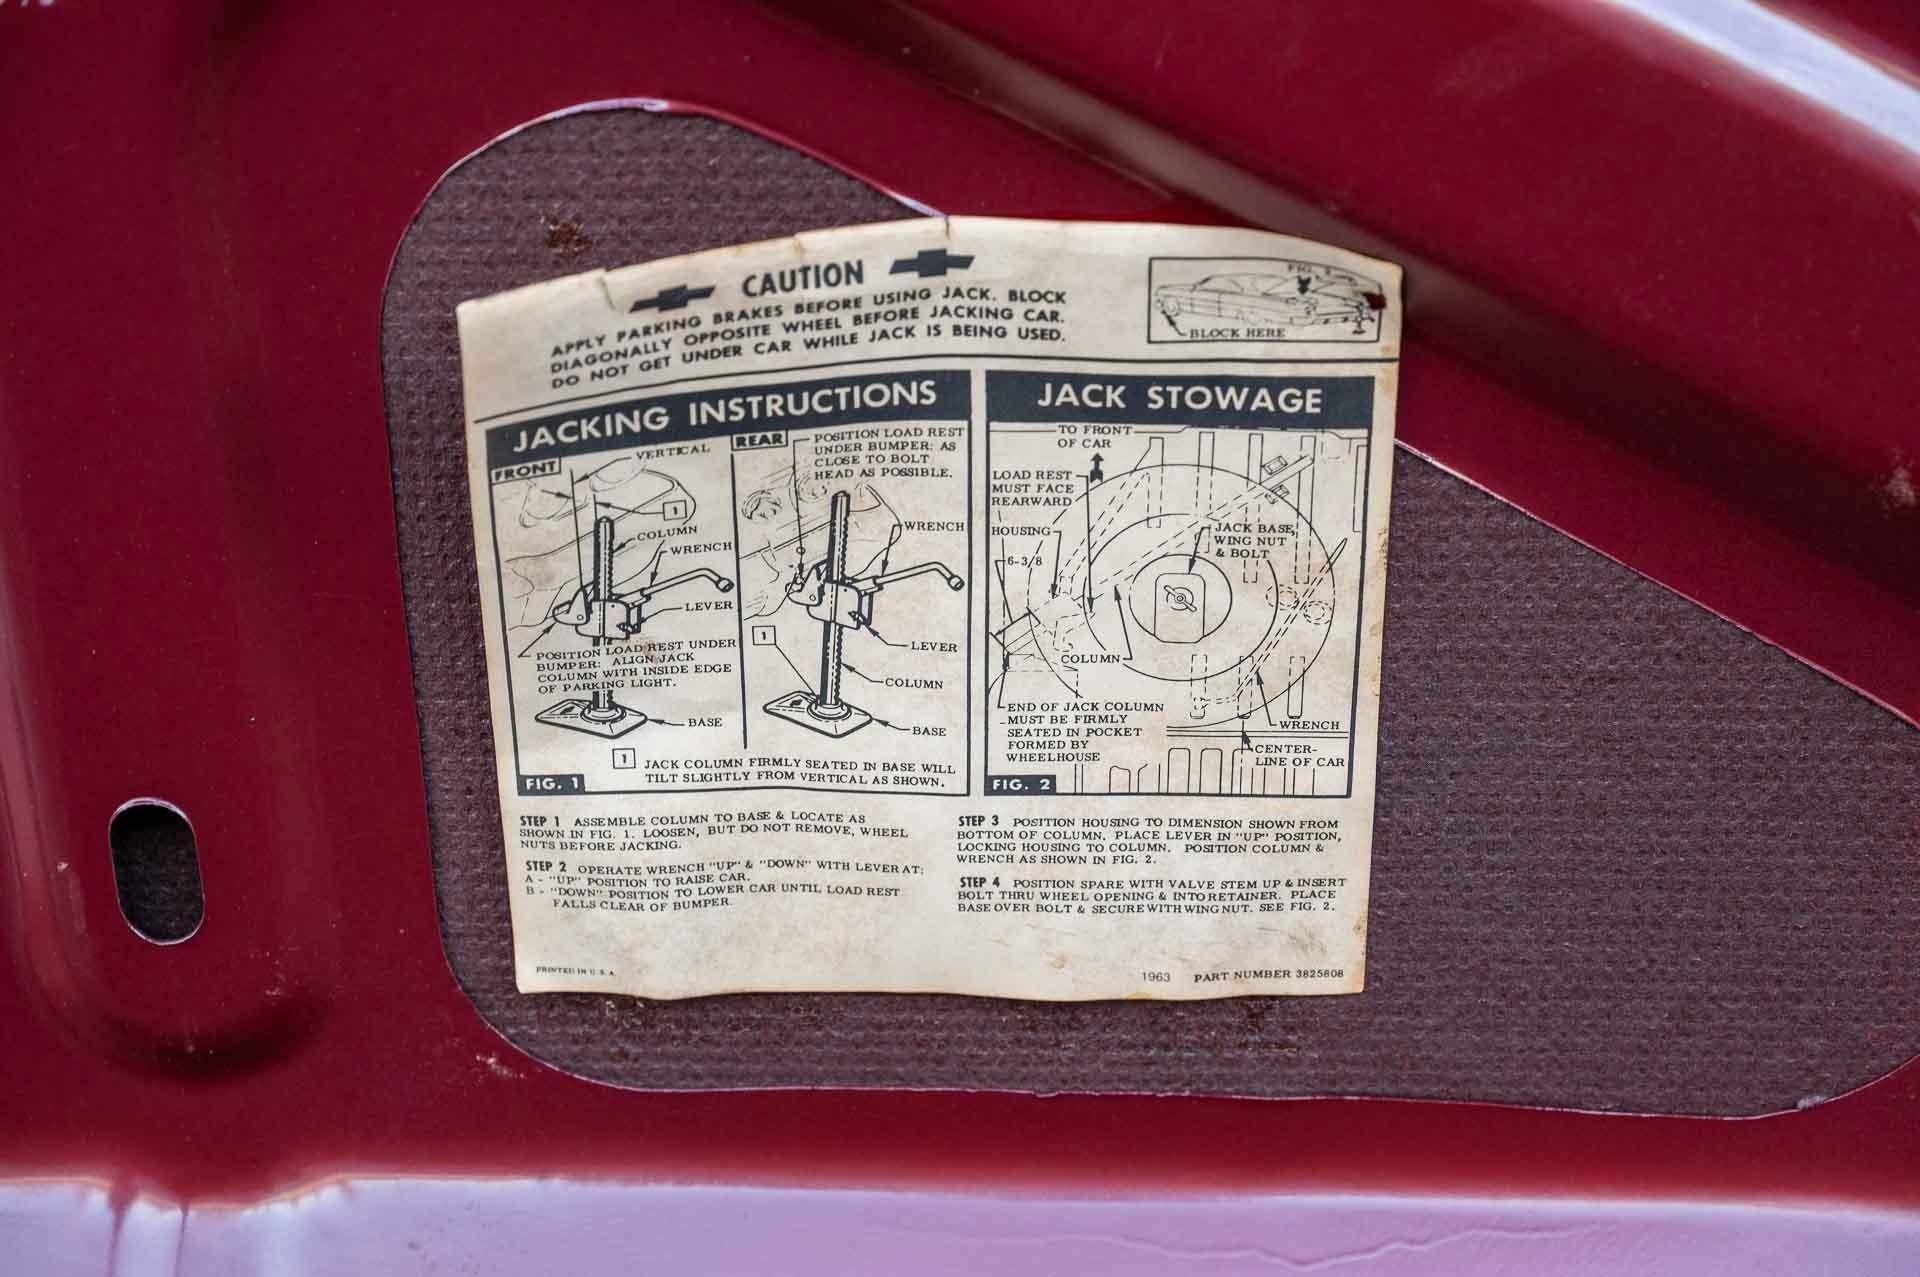 CAUTION
APPLY PARKING BRAKES BEFORE USING JACK. BLOCK
DIAGONALLY OPPOSITE WHEEL BEFORE JACKING CAR.
DO NOT GET UNDER CAR WHILE JACK IS BEING USED.
FIG.
BLOCK HERE
JACKING INSTRUCTIONS
FRONT
VERTICAL
1
COLUMN
WRENCH
LEVER
POSITION LOAD REST UNDER
BUMPER: ALIGN JACK
COLUMN WITH INSIDE EDGE
OF PARKING LIGHT.
BASE
REAR
POSITION LOAD REST
UNDER BUMPER: AS
CLOSE TO BOLT
HEAD AS POSSIBLE.
WRENCH
1
LEVER
COLUMN
BASE
1 JACK COLUMN FIRMLY SEATED IN BASE WILL
TILT SLIGHTLY FROM VERTICAL AS SHOWN.
FIG. 1
JACK STOWAGE
TO FRONT
OF CAR
LOAD REST
MUST FACE
REARWARD
HOUSING
6-3/8
JACK BASE,
WING NUT
& BOLT
COLUMN
END OF JACK COLUMN
MUST BE FIRMLY
SEATED IN POCKET
FORMED BY
WHEELHOUSE
WRENCH
CENTER-
LINE OF CAR
FIG. 2
STEP 1 ASSEMBLE COLUMN TO BASE & LOCATE AS
SHOWN IN FIG. 1. LOOSEN, BUT DO NOT REMOVE, WHEEL
NUTS BEFORE JACKING.
STEP 2 OPERATE WRENCH "UP" & "DOWN" WITH LEVER AT:
A - "UP" POSITION TO RAISE CAR.
B - "DOWN" POSITION TO LOWER CAR UNTIL LOAD REST
FALLS CLEAR OF BUMPER.
STEP 3 POSITION HOUSING TO DIMENSION SHOWN FROM
BOTTOM OF COLUMN. PLACE LEVER IN "UP" POSITION,
LOCKING HOUSING TO COLUMN. POSITION COLUMN &
WRENCH AS SHOWN IN FIG. 2.
STEP 4 POSITION SPARE WITH VALVE STEM UP & INSERT
BOLT THRU WHEEL OPENING & INTO RETAINER. PLACE
BASE OVER BOLT & SECURE WITH WING NUT. SEE FIG. 2.
PRINTED IN U.S.A.
1963 PART NUMBER 3825808